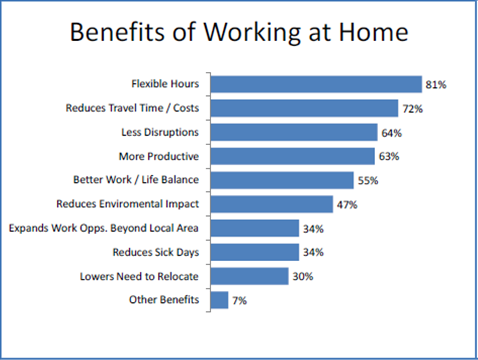 Benefits of Working at Home
Flexible Hours 81%
Reduces Travel Time / Costs 72%
Less Disruptions 64%
More Productive 63%
Better Work / Life Balance 55%
Reduces Enviromental Impact 47%
Expands Work Opps. Beyond Local Area 34%
Reduces Sick Days 34%
Lowers Need to Relocate 30%
Other Benefits 7%